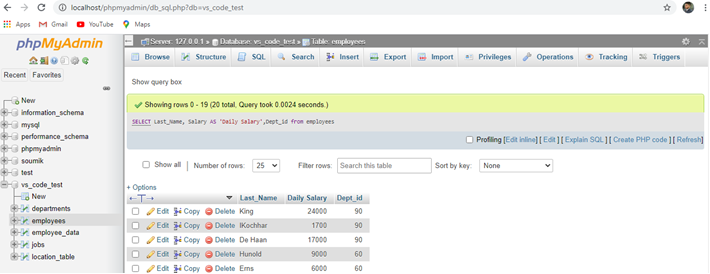 localhost/phpmyadmin/db_sql.php?db=vs_code_test
Apps Gmail YouTube Maps
phpMyAdmin
Recent Favorites
New
information_schema
mysql
performance_schema
phpmyadmin
soumik
test
vs_code_test
New
departments
employees
employee_data
jobs
location_table
Server: 127.0.0.1 » Database: vs_code_test » Table: employees
Browse Structure SQL Search Insert Export Import Privileges Operations Tracking Triggers
Show query box
Showing rows 0 - 19 (20 total, Query took 0.0024 seconds.)
SELECT Last_Name, Salary AS "Daily Salary",Dept_id from employees
Profiling [Edit inline] [ Edit ] [ Explain SQL ] [ Create PHP code ] [ Refresh]
Show all Number of rows: 25 Filter rows: Search this table Sort by key: None
+ Options
Last_Name Daily Salary Dept_id
Edit Copy Delete King 24000 90
Edit Copy Delete lKochhar 1700 90
Edit Copy Delete De Haan 17000 90
Edit Copy Delete Hunold 9000 60
Edit Copy Delete Erns 6000 60